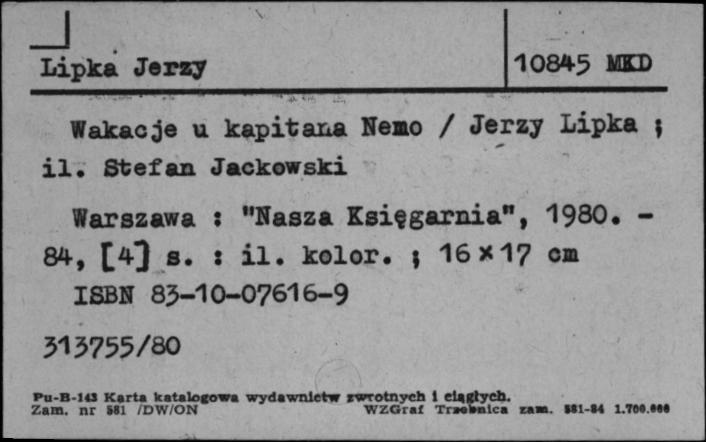 Lipka Jerzy 10845 MKD
Wakacje u kapitana Nemo / Jerzy Lipka ;
il. Stefan Jackowski
Warszawa : "Nasza Księgarnia", 1980. -
84, [4] s. : il. kolor. ; 16 x 17 cm
ISBN 83-10-07616-9
313755/80
Pu-B-143 Karta katalogowa wydawnictw zwrotnych i ciągłych.
Zam. nr 581 /DW/ON WZGraf Trzebnica zam. 581-84 1.700.000